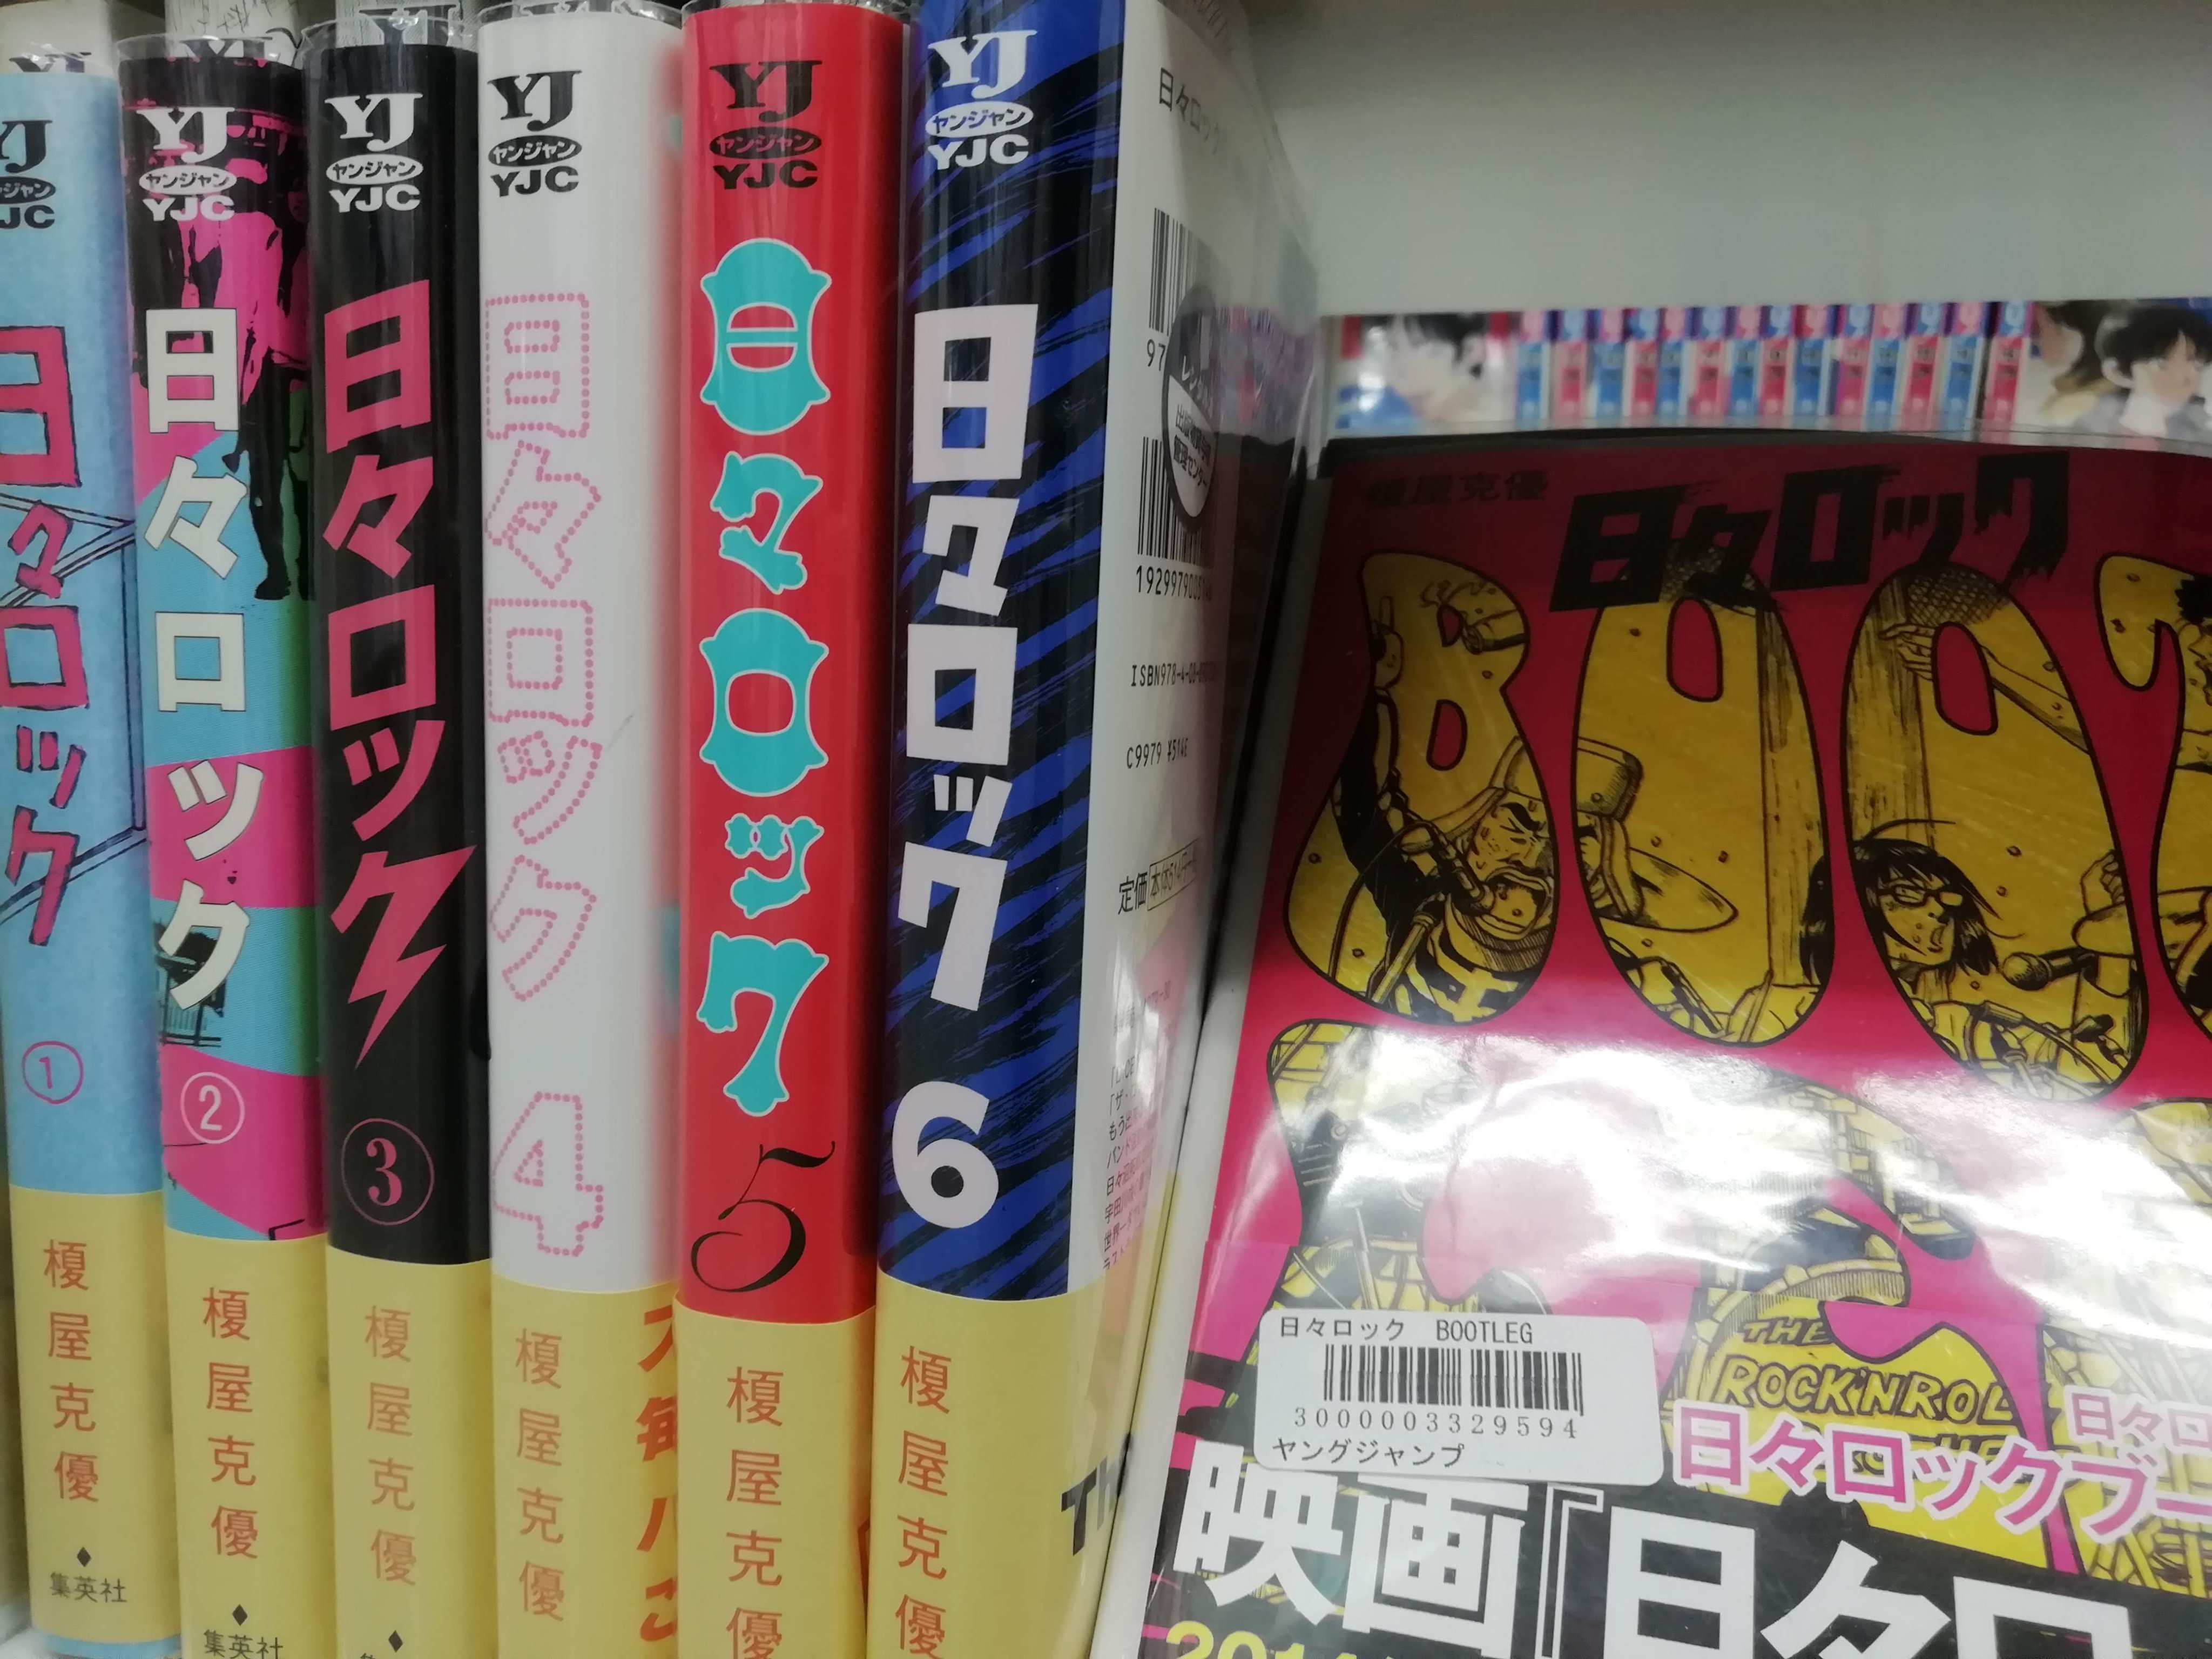 YJ
ヤンジャン
YJC
日々ロック
①
榎屋克優
集英社
YJ
ヤンジャン
YJC
日々ロック
②
榎屋克優
集英社
YJ
ヤンジャン
YJC
日々ロック
③
榎屋克優
YJ
ヤンジャン
YJC
日々ロック
4
榎屋克優
YJ
ヤンジャン
YJC
日々ロック
5
榎屋克優
YJ
ヤンジャン
YJC
日々ロック
6
榎屋克優
日々ロック
97
ISBN978-4-08-
C9979 ¥514E
定価
榎屋克優
日々ロック
BOOT
THE
ROCK'N ROL
日々ロック BOOTLEG
3000003329594
ヤングジャンプ
日々ロ
日々ロックブー
映画『日々ロ